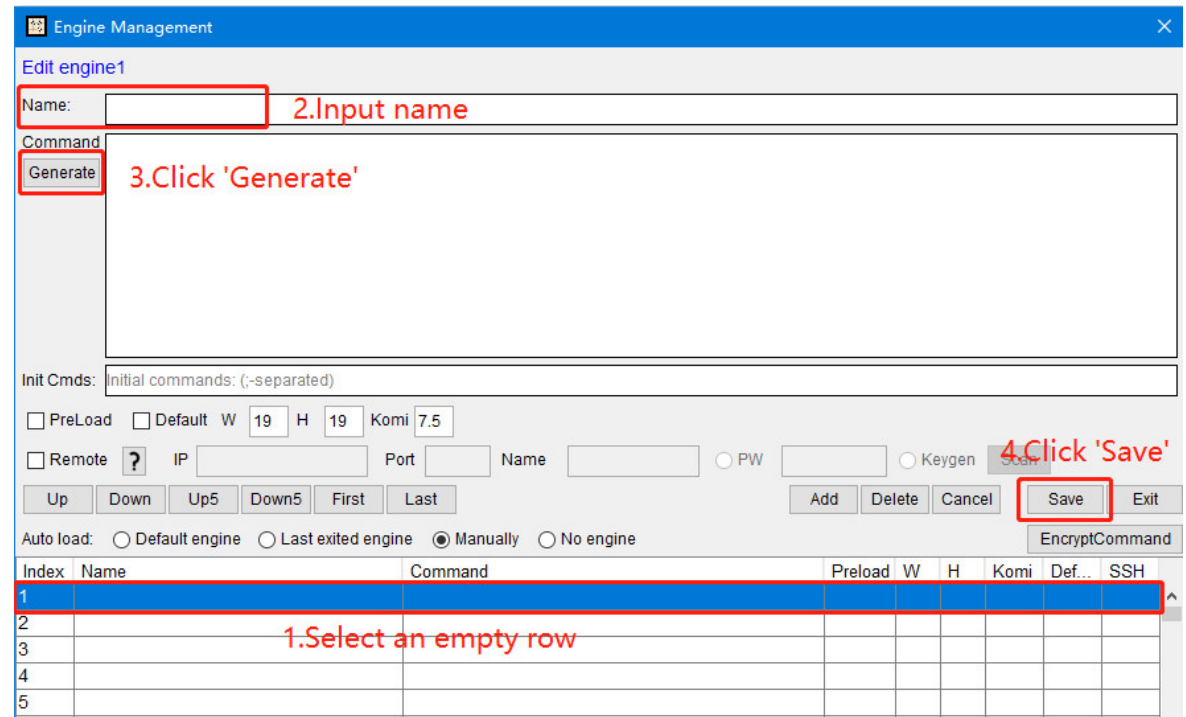 Engine Management
Edit engine1
Name: 2.Input name
Command
Generate 3.Click 'Generate'
Init Cmds: Initial commands: (;-separated)
PreLoad Default W 19 H 19 Komi 7.5
Remote ? IP Port Name PW Keygen Scan 4.Click 'Save'
Up Down Up5 Down5 First Last Add Delete Cancel Save Exit
Auto load: Default engine Last exited engine Manually No engine EncryptCommand
Index Name Command Preload W H Komi Def... SSH
1
2
1.Select an empty row
3
4
5